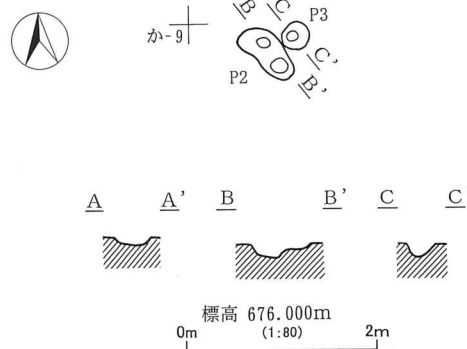 B C P3
か-9
P2 C'
B'
A A' B B' C C
標高 676.000m
0m (1:80) 2m